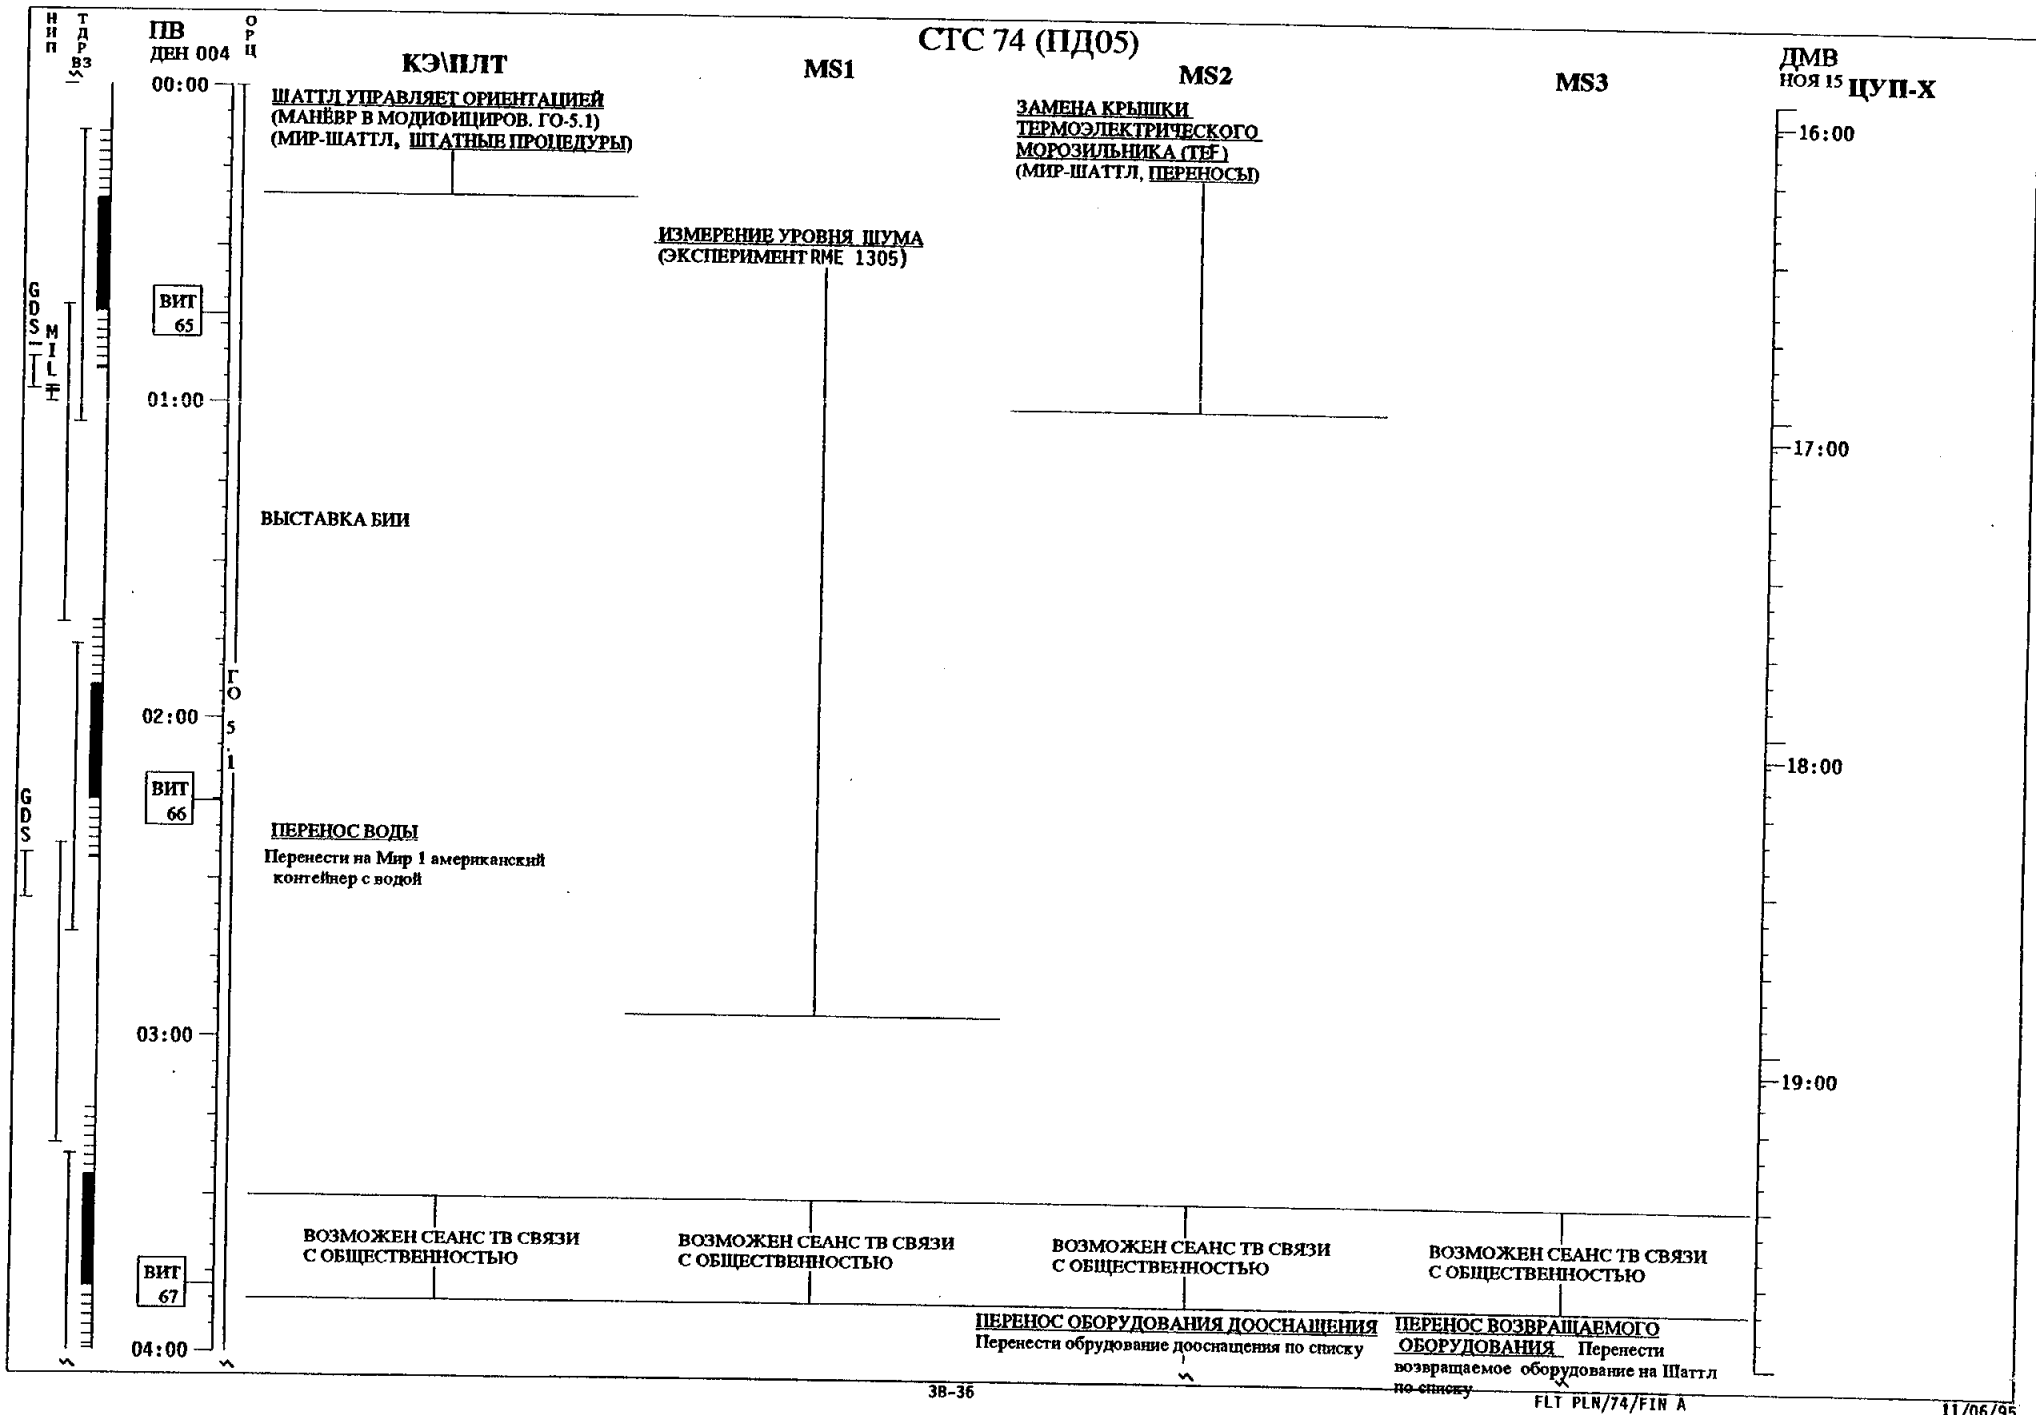 ННП
ТДР
ВЗ
ПВ
ДЕН 004
ОРЦ
СТС 74 (ПД05)
КЭ\ПЛТ
MS1
MS2
MS3
ДМВ
НОЯ 15 ЦУП-Х
00:00
ШАТТЛ УПРАВЛЯЕТ ОРИЕНТАЦИЕЙ
(МАНЁВР В МОДИФИЦИРОВ. ГО-5.1)
(МИР-ШАТТЛ, ШТАТНЫЕ ПРОЦЕДУРЫ)
ЗАМЕНА КРЫШКИ
ТЕРМОЭЛЕКТРИЧЕСКОГО
МОРОЗИЛЬНИКА (TEF)
(МИР-ШАТТЛ, ПЕРЕНОСЫ)
16:00
ИЗМЕРЕНИЕ УРОВНЯ ШУМА
(ЭКСПЕРИМЕНТ RME 1305)
GDS
MIL
ВИТ
65
01:00
17:00
ВЫСТАВКА БИИ
ГО 5.1
02:00
18:00
GDS
ВИТ
66
ПЕРЕНОС ВОДЫ
Перенести на Мир 1 американский
контейнер с водой
03:00
19:00
ВОЗМОЖЕН СЕАНС ТВ СВЯЗИ
С ОБЩЕСТВЕННОСТЬЮ
ВОЗМОЖЕН СЕАНС ТВ СВЯЗИ
С ОБЩЕСТВЕННОСТЬЮ
ВОЗМОЖЕН СЕАНС ТВ СВЯЗИ
С ОБЩЕСТВЕННОСТЬЮ
ВОЗМОЖЕН СЕАНС ТВ СВЯЗИ
С ОБЩЕСТВЕННОСТЬЮ
ВИТ
67
04:00
ПЕРЕНОС ОБОРУДОВАНИЯ ДООСНАЩЕНИЯ
Перенести обрудование дооснащения по списку
ПЕРЕНОС ВОЗВРАЩАЕМОГО
ОБОРУДОВАНИЯ Перенести
возвращаемое оборудование на Шаттл
по списку
3В-36
FLT PLN/74/FIN A
11/06/95